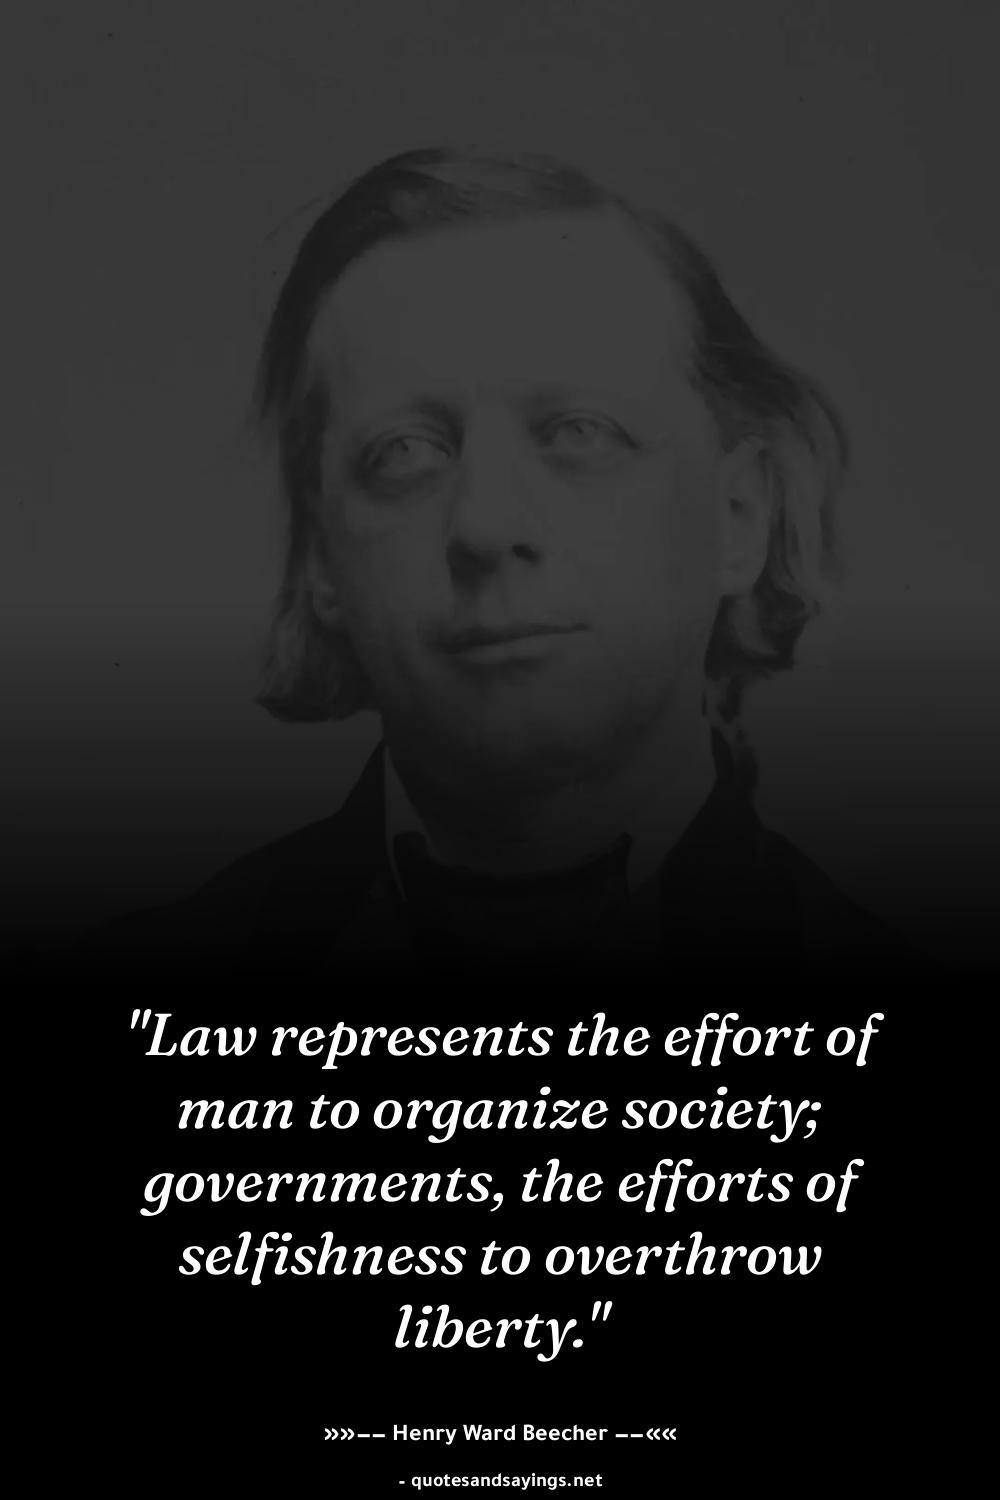 "Law represents the effort of
man to organize society;
governments, the efforts of
selfishness to overthrow
liberty."
»»−− Henry Ward Beecher −−««
- quotesandsayings.net